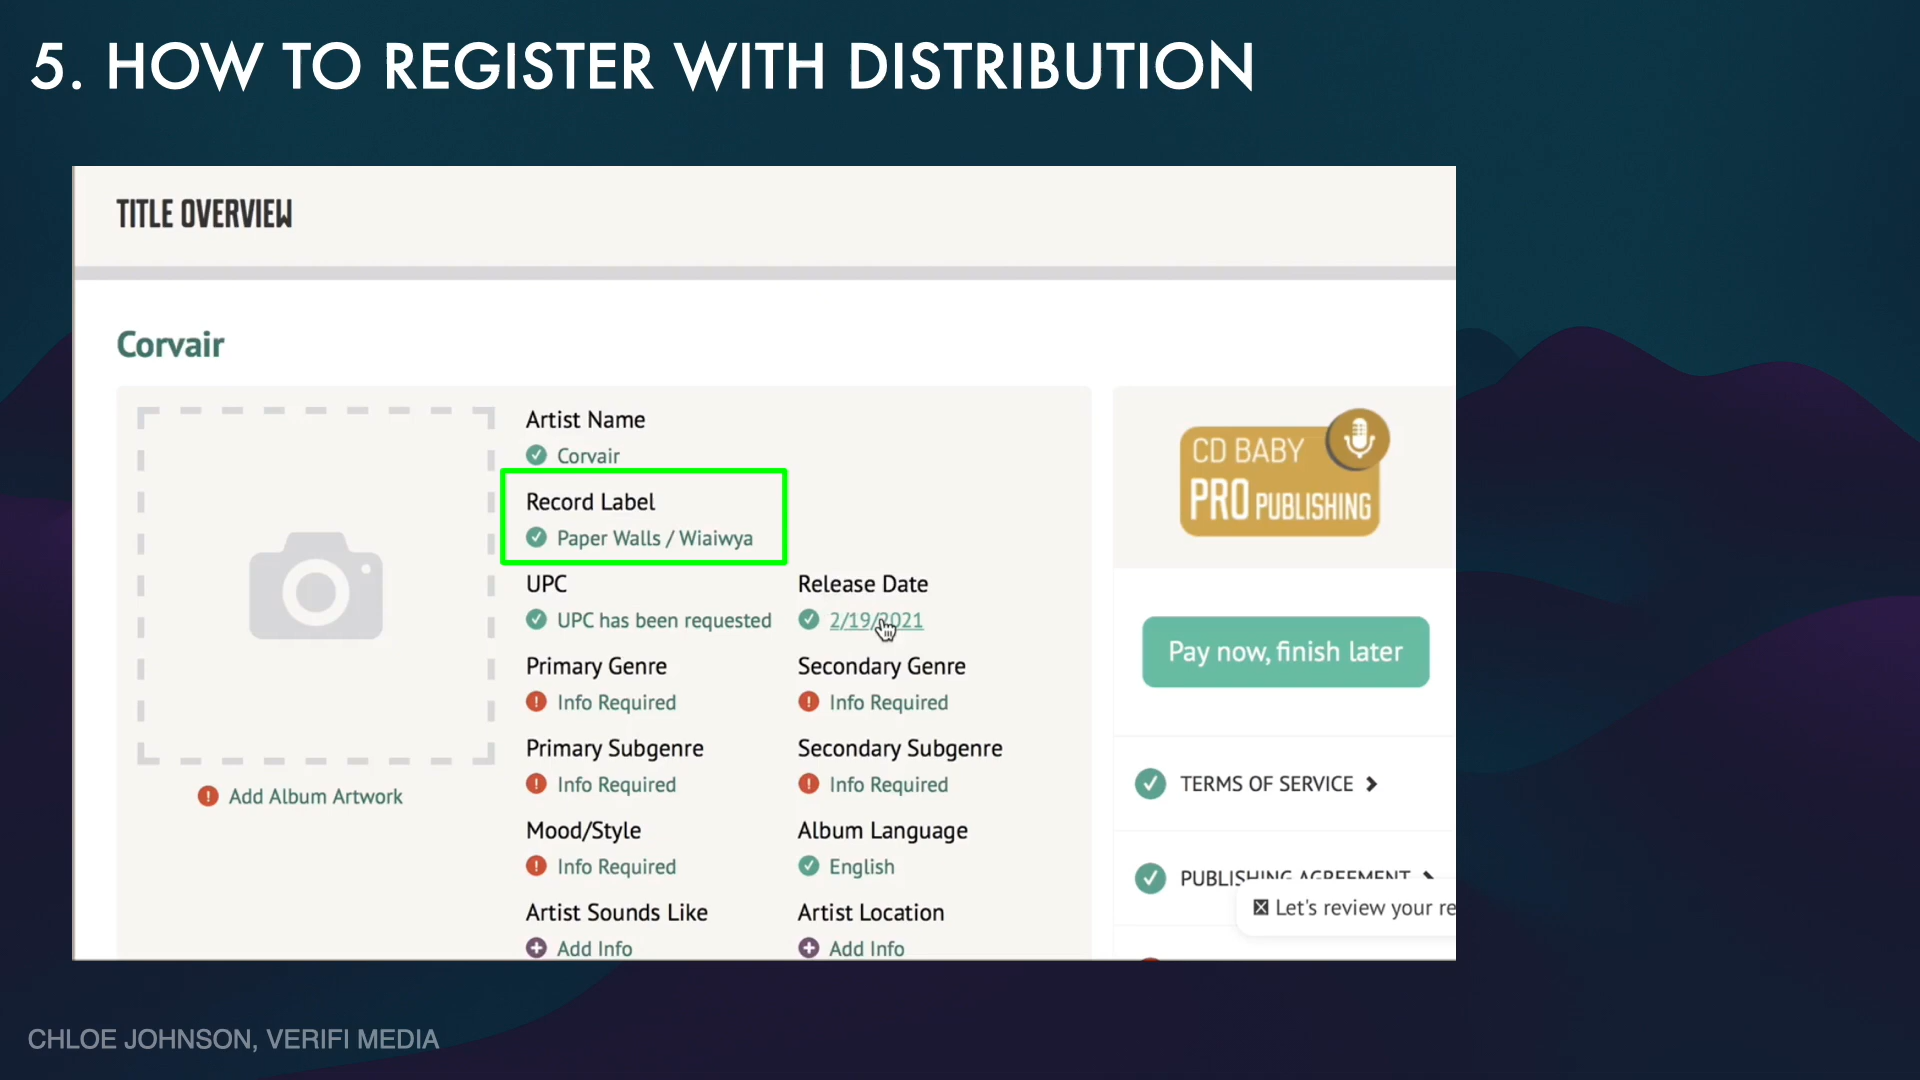 5. HOW TO REGISTER WITH DISTRIBUTION
TITLE OVERVIEW
Corvair
Add Album Artwork
Artist Name
Corvair
Record Label
Paper Walls / Wiaiwya
UPC
UPC has been requested
Release Date
2/19/2021
Primary Genre
Info Required
Secondary Genre
Info Required
Primary Subgenre
Info Required
Secondary Subgenre
Info Required
Mood/Style
Info Required
Album Language
English
Artist Sounds Like
Add Info
Artist Location
Add Info
CD BABY
PRO PUBLISHING
Pay now, finish later
TERMS OF SERVICE
PUBLISHING AGREEMENT
Let's review your re
CHLOE JOHNSON, VERIFI MEDIA